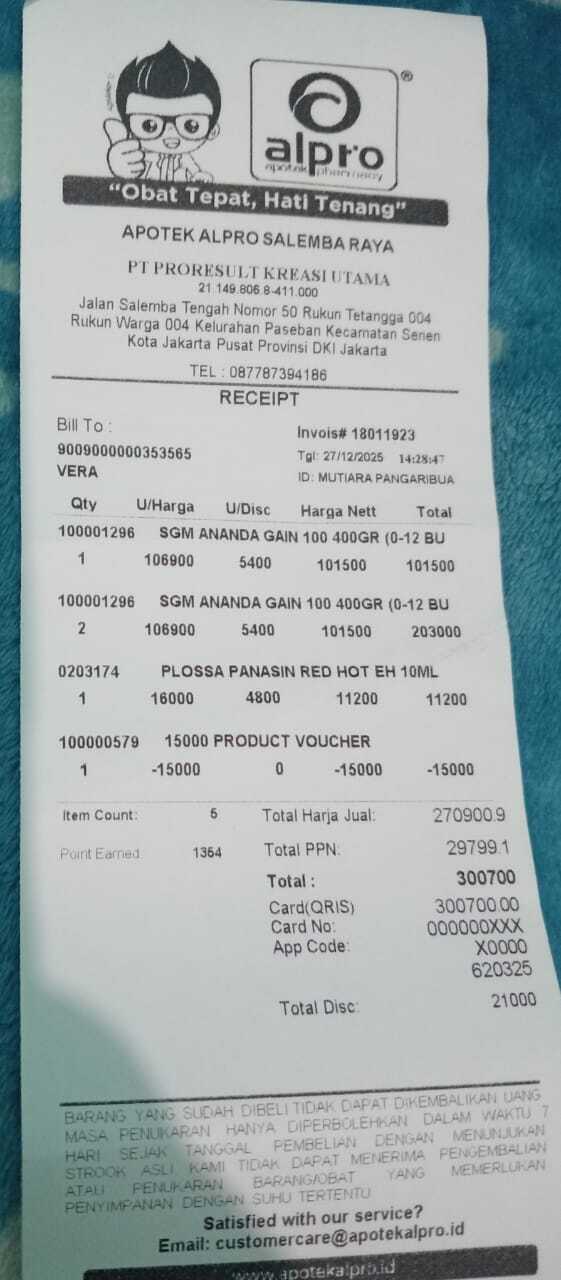 alpro ®
apotek pharmacy
"Obat Tepat, Hati Tenang"
APOTEK ALPRO SALEMBA RAYA
PT PRORESULT KREASI UTAMA
21.149.806.8-411.000
Jalan Salemba Tengah Nomor 50 Rukun Tetangga 004
Rukun Warga 004 Kelurahan Paseban Kecamatan Senen
Kota Jakarta Pusat Provinsi DKI Jakarta
TEL : 087787394186
RECEIPT
Bill To :
9009000000353565
VERA
Invois# 18011923
Tgl: 27/12/2025 14:28:47
ID: MUTIARA PANGARIBUA
Qty U/Harga U/Disc Harga Nett Total
100001296 SGM ANANDA GAIN 100 400GR (0-12 BU
1 106900 5400 101500 101500
100001296 SGM ANANDA GAIN 100 400GR (0-12 BU
2 106900 5400 101500 203000
0203174 PLOSSA PANASIN RED HOT EH 10ML
1 16000 4800 11200 11200
100000579 15000 PRODUCT VOUCHER
1 -15000 0 -15000 -15000
Item Count: 5 Total Harja Jual: 270900.9
Point Earned 1354 Total PPN: 29799.1
Total : 300700
Card(QRIS) 300700.00
Card No: 000000XXX
App Code: X0000
620325
Total Disc: 21000
BARANG YANG SUDAH DIBELI TIDAK DAPAT DIKEMBALIKAN UANG
MASA PENUKARAN HANYA DIPERBOLEHKAN DALAM WAKTU 7
HARI SEJAK TANGGAL PEMBELIAN DENGAN MENUNJUKAN
STROOK ASLI. KAMI TIDAK DAPAT MENERIMA PENGEMBALIAN
ATAU PENUKARAN BARANG/OBAT YANG MEMERLUKAN
PENYIMPANAN DENGAN SUHU TERTENTU
Satisfied with our service?
Email: customercare@apotekalpro.id
www.apotekalpro.id